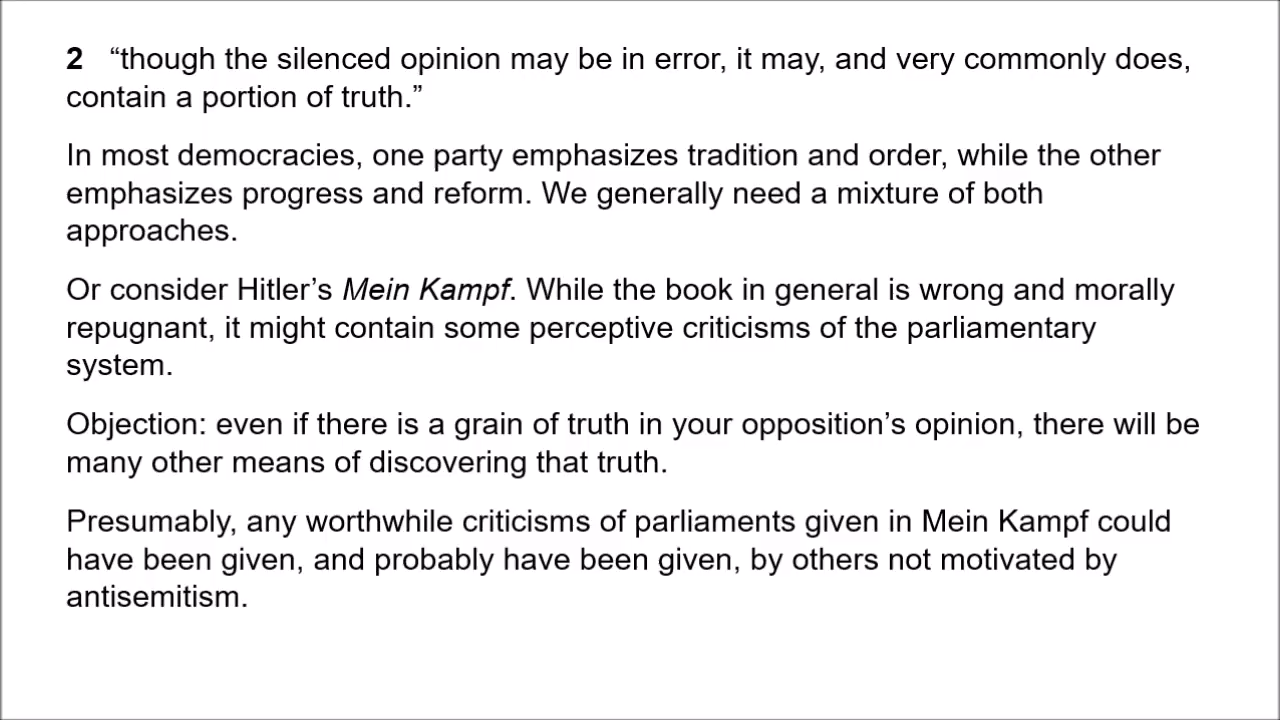 2 “though the silenced opinion may be in error, it may, and very commonly does,
contain a portion of truth.”
In most democracies, one party emphasizes tradition and order, while the other
emphasizes progress and reform. We generally need a mixture of both
approaches.
Or consider Hitler’s Mein Kampf. While the book in general is wrong and morally
repugnant, it might contain some perceptive criticisms of the parliamentary
system.
Objection: even if there is a grain of truth in your opposition’s opinion, there will be
many other means of discovering that truth.
Presumably, any worthwhile criticisms of parliaments given in Mein Kampf could
have been given, and probably have been given, by others not motivated by
antisemitism.